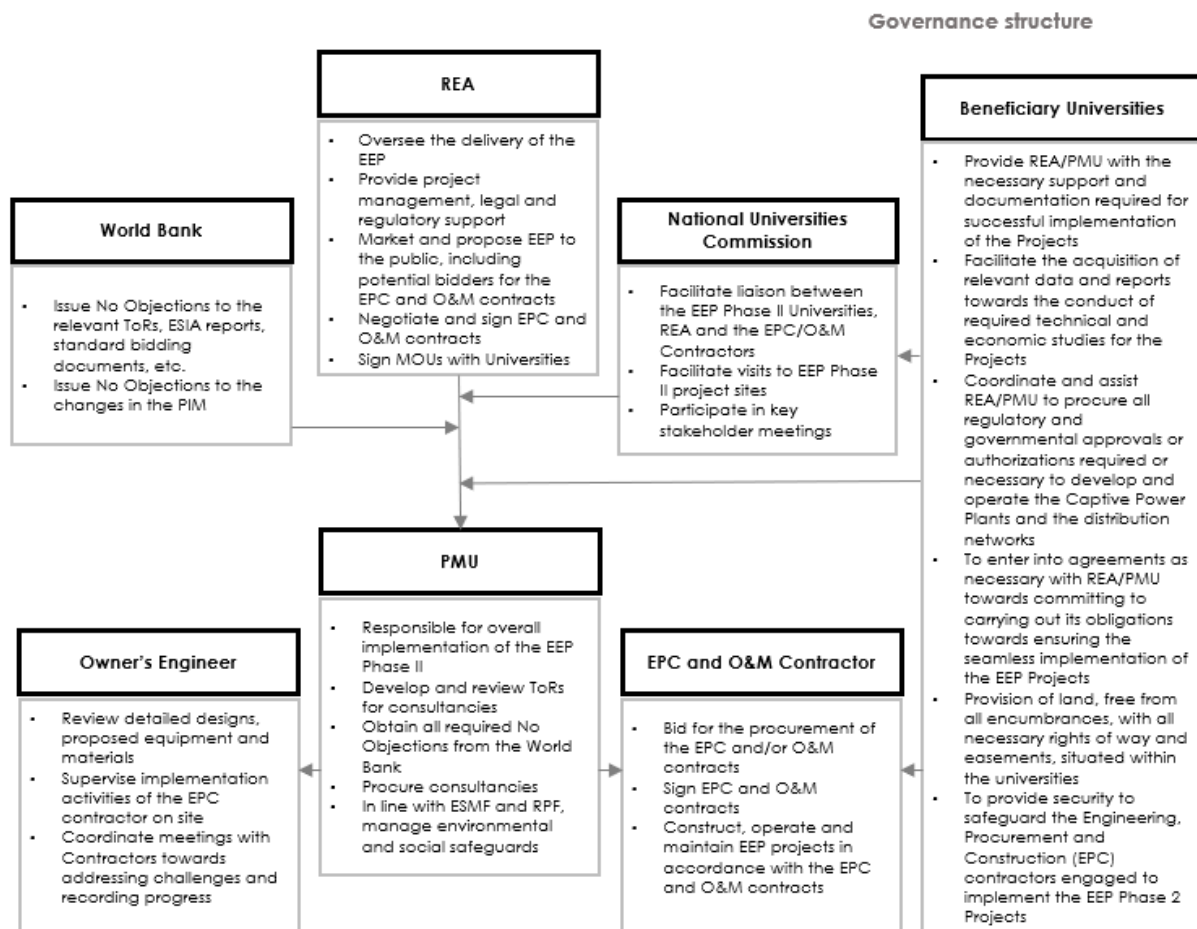 Governance structure
REA
▪ Oversee the delivery of the
EEP
▪ Provide project
management, legal and
regulatory support
▪ Market and propose EEP to
the public, including
potential bidders for the
EPC and O&M contracts
▪ Negotiate and sign EPC and
O&M contracts
▪ Sign MOUs with Universities
World Bank
▪ Issue No Objections to the
relevant ToRs, ESIA reports,
standard bidding
documents, etc.
▪ Issue No Objections to the
changes in the PIM
National Universities
Commission
▪ Facilitate liaison between
the EEP Phase II Universities,
REA and the EPC/O&M
Contractors
▪ Facilitate visits to EEP Phase
II project sites
▪ Participate in key
stakeholder meetings
Beneficiary Universities
▪ Provide REA/PMU with the
necessary support and
documentation required for
successful implementation
of the Projects
▪ Facilitate the acquisition of
relevant data and reports
towards the conduct of
required technical and
economic studies for the
Projects
▪ Coordinate and assist
REA/PMU to procure all
regulatory and
governmental approvals or
authorizations required or
necessary to develop and
operate the Captive Power
Plants and the distribution
networks
▪ To enter into agreements as
necessary with REA/PMU
towards committing to
carrying out its obligations
towards ensuring the
seamless implementation of
the EEP Projects
▪ Provision of land, free from
all encumbrances, with all
necessary rights of way and
easements, situated within
the universities
▪ To provide security to
safeguard the Engineering,
Procurement and
Construction (EPC)
contractors engaged to
implement the EEP Phase 2
Projects
PMU
▪ Responsible for overall
implementation of the EEP
Phase II
▪ Develop and review ToRs
for consultancies
▪ Obtain all required No
Objections from the World
Bank
▪ Procure consultancies
▪ In line with ESMF and RPF,
manage environmental
and social safeguards
Owner's Engineer
▪ Review detailed designs,
proposed equipment and
materials
▪ Supervise implementation
activities of the EPC
contractor on site
▪ Coordinate meetings with
Contractors towards
addressing challenges and
recording progress
EPC and O&M Contractor
▪ Bid for the procurement of
the EPC and/or O&M
contracts
▪ Sign EPC and O&M
contracts
▪ Construct, operate and
maintain EEP projects in
accordance with the EPC
and O&M contracts